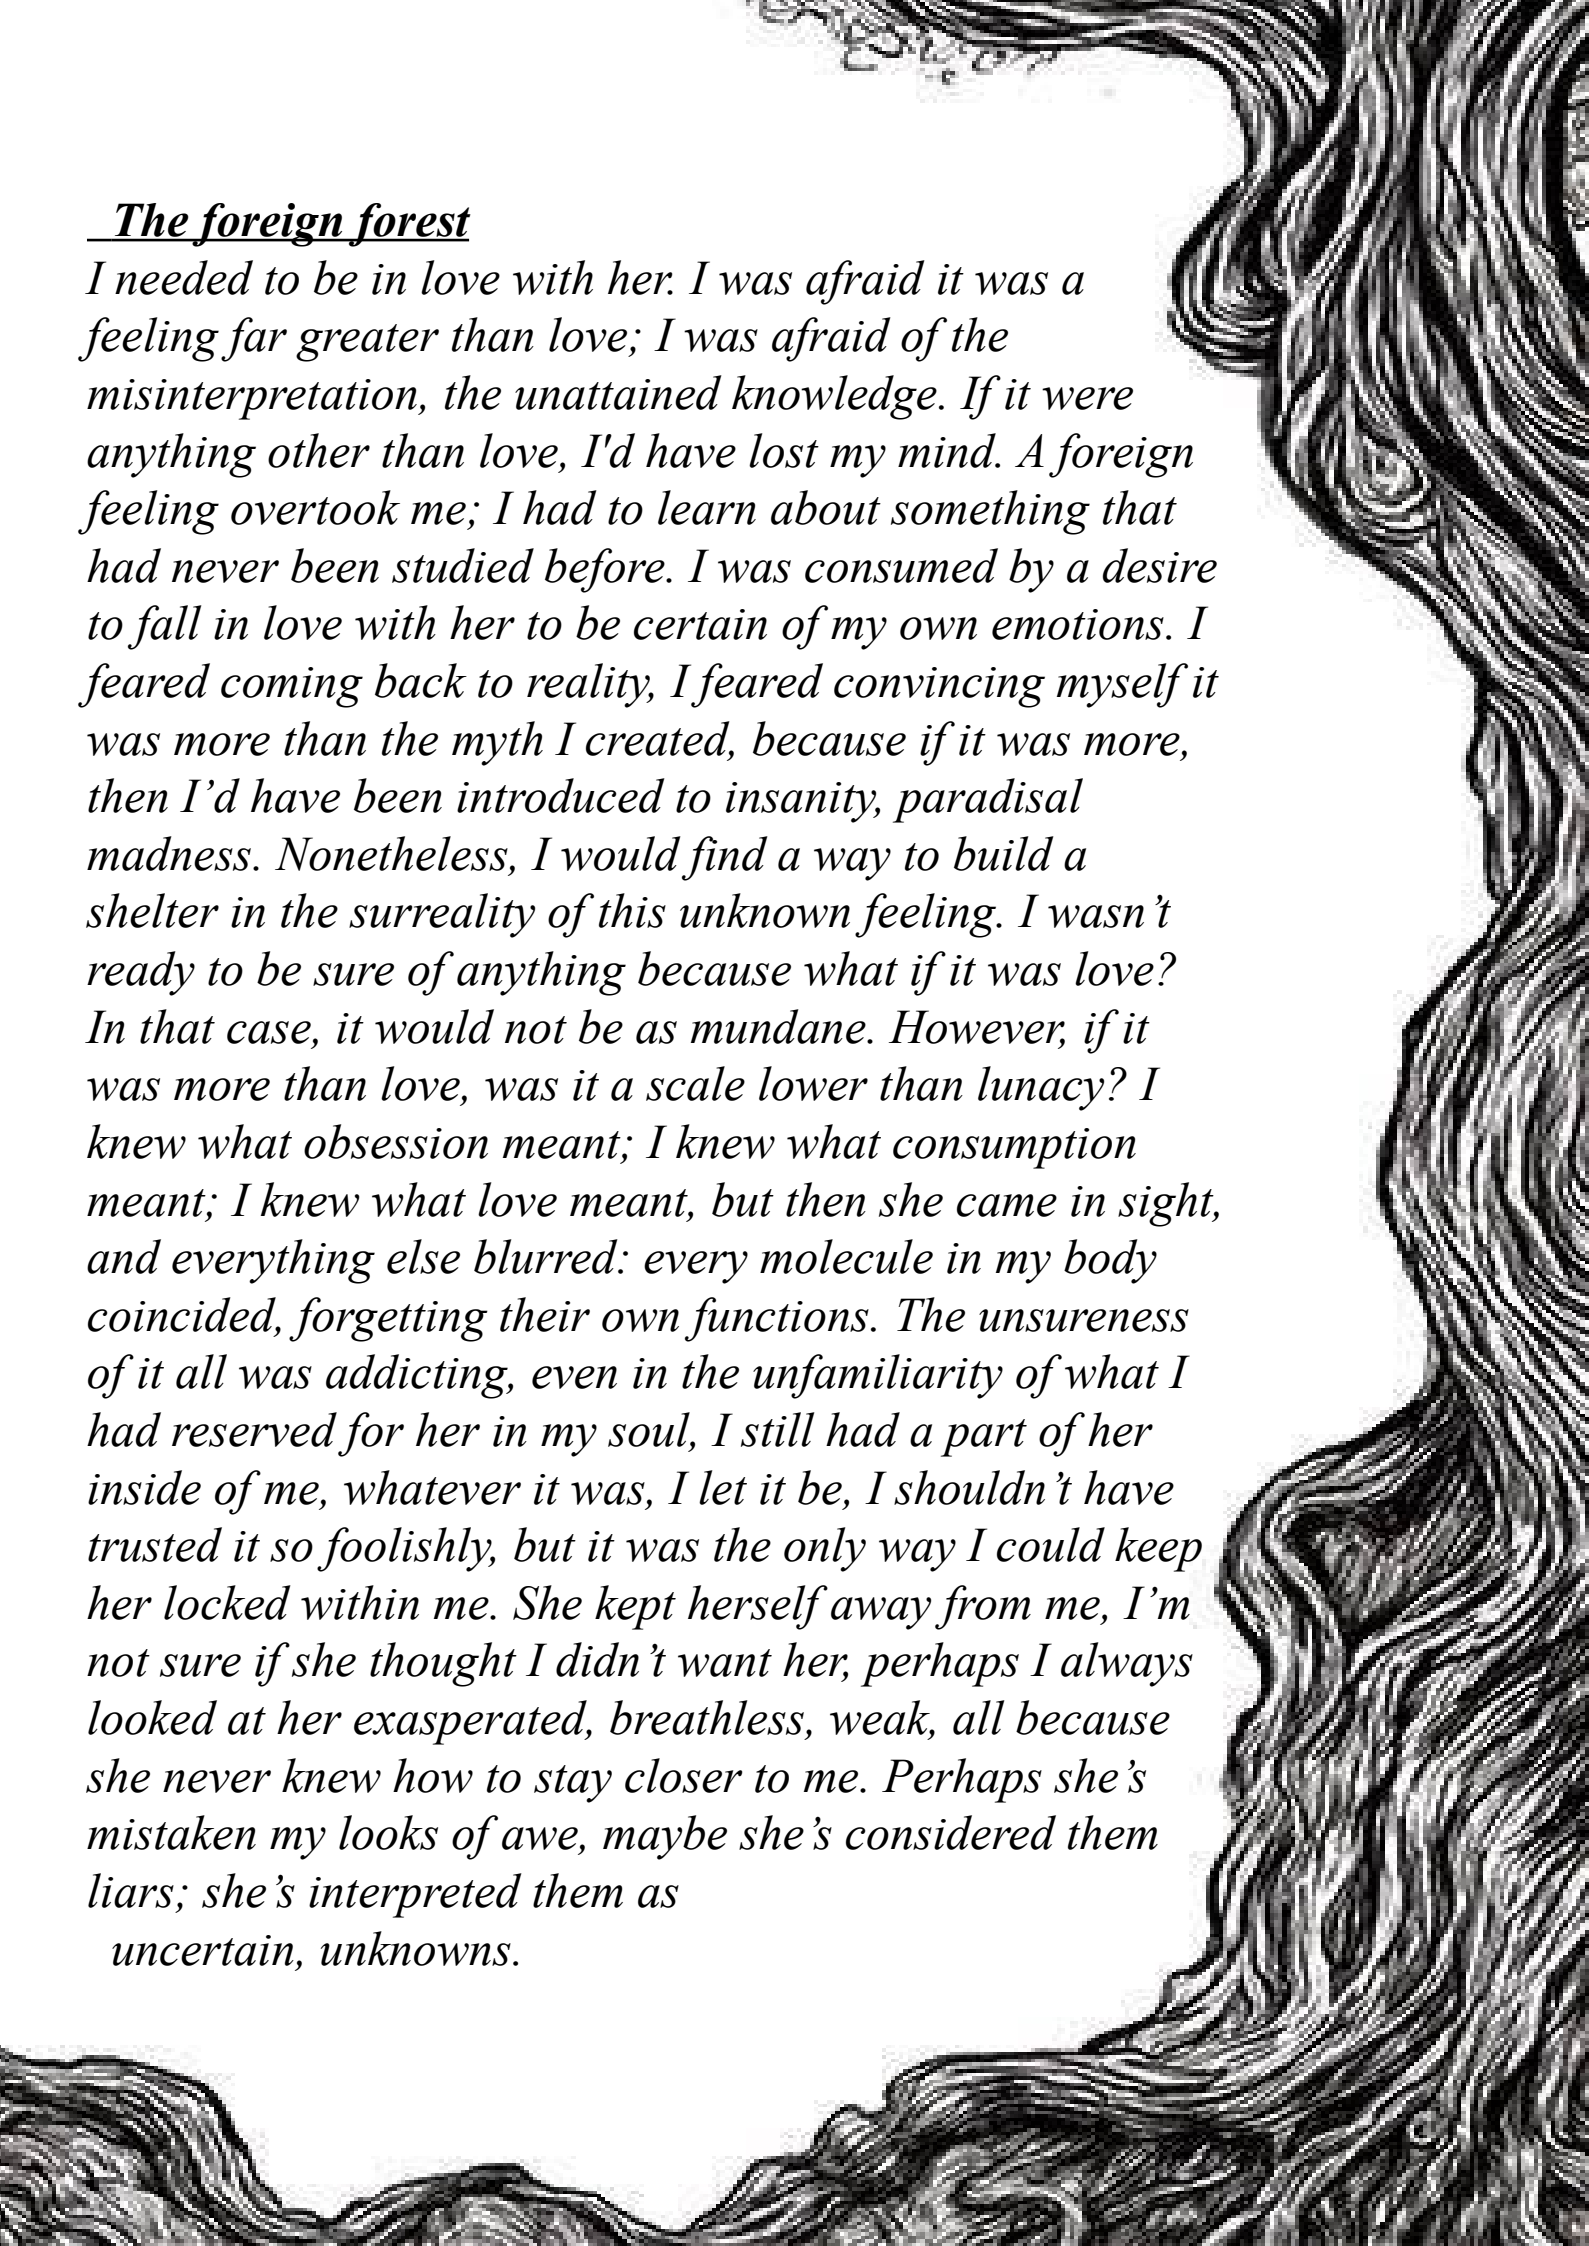 The foreign forest
I needed to be in love with her. I was afraid it was a
feeling far greater than love; I was afraid of the
misinterpretation, the unattained knowledge. If it were
anything other than love, I'd have lost my mind. A foreign
feeling overtook me; I had to learn about something that
had never been studied before. I was consumed by a desire
to fall in love with her to be certain of my own emotions. I
feared coming back to reality, I feared convincing myself it
was more than the myth I created, because if it was more,
then I’d have been introduced to insanity, paradisal
madness. Nonetheless, I would find a way to build a
shelter in the surreality of this unknown feeling. I wasn’t
ready to be sure of anything because what if it was love?
In that case, it would not be as mundane. However, if it
was more than love, was it a scale lower than lunacy? I
knew what obsession meant; I knew what consumption
meant; I knew what love meant, but then she came in sight,
and everything else blurred: every molecule in my body
coincided, forgetting their own functions. The unsureness
of it all was addicting, even in the unfamiliarity of what I
had reserved for her in my soul, I still had a part of her
inside of me, whatever it was, I let it be, I shouldn’t have
trusted it so foolishly, but it was the only way I could keep
her locked within me. She kept herself away from me, I’m
not sure if she thought I didn’t want her, perhaps I always
looked at her exasperated, breathless, weak, all because
she never knew how to stay closer to me. Perhaps she’s
mistaken my looks of awe, maybe she’s considered them
liars; she’s interpreted them as
uncertain, unknowns.